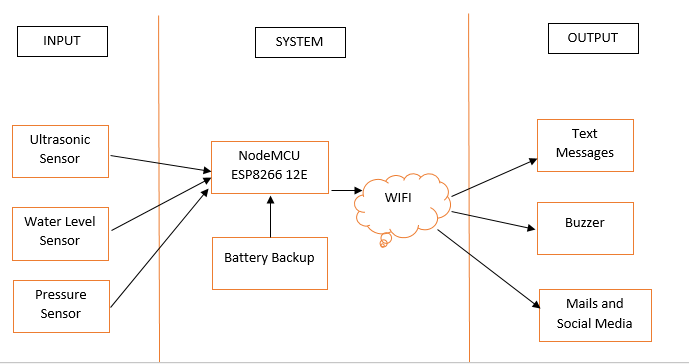 INPUT
SYSTEM
OUTPUT
Ultrasonic
Sensor
Water Level
Sensor
Pressure
Sensor
NodeMCU
ESP8266 12E
Battery Backup
WIFI
Text
Messages
Buzzer
Mails and
Social Media